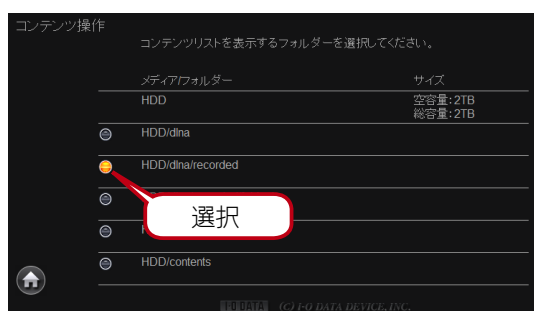 コンテンツ操作
コンテンツリストを表示するフォルダーを選択してください。
メディア/フォルダー サイズ
HDD 空容量:2TB
総容量:2TB
HDD/dlna
HDD/dlna/recorded
選択
HDD/contents
I-O DATA (C) I-O DATA DEVICE, INC.